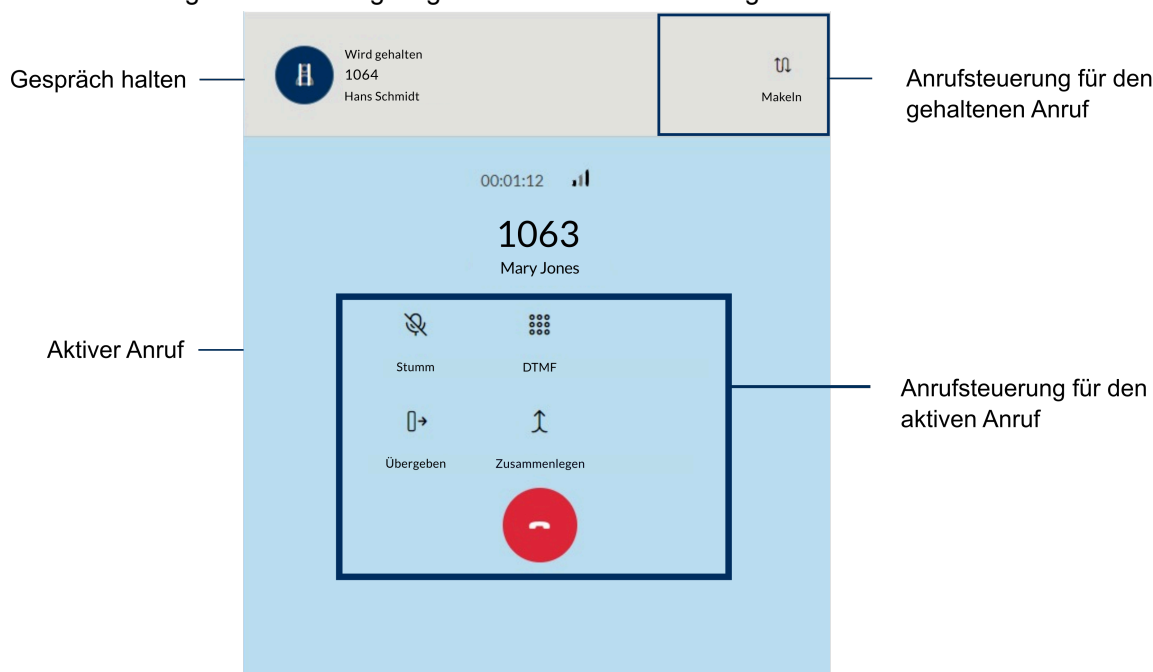 Wird gehalten
1064
Hans Schmidt
Makeln
Gespräch halten
Anrufsteuerung für den
gehaltenen Anruf
00:01:12
1063
Mary Jones
Aktiver Anruf
Stumm
DTMF
Übergeben
Zusammenlegen
Anrufsteuerung für den
aktiven Anruf